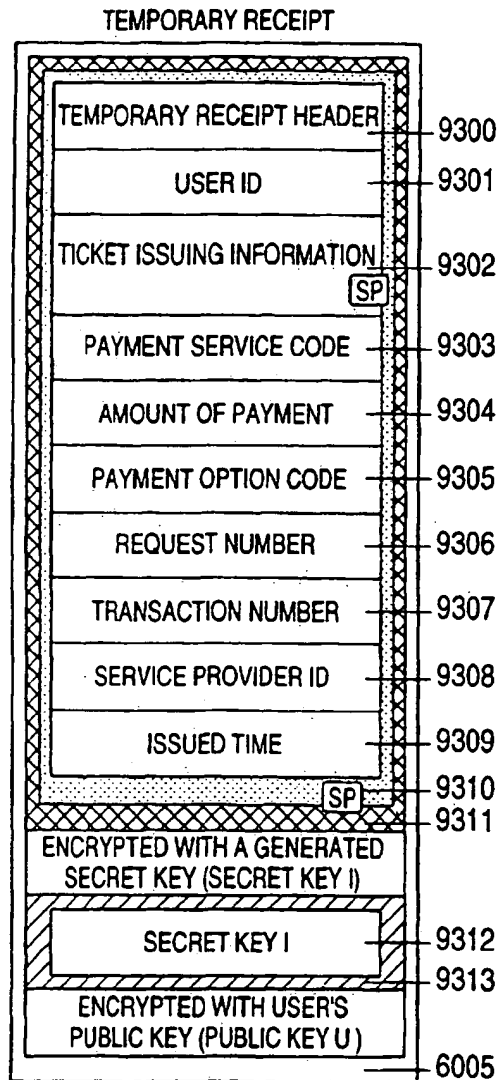 TEMPORARY RECEIPT
TEMPORARY RECEIPT HEADER
9300
USER ID
9301
TICKET ISSUING INFORMATION
9302
SP
PAYMENT SERVICE CODE
9303
AMOUNT OF PAYMENT
9304
PAYMENT OPTION CODE
9305
REQUEST NUMBER
9306
TRANSACTION NUMBER
9307
SERVICE PROVIDER ID
9308
ISSUED TIME
9309
SP
9310
9311
ENCRYPTED WITH A GENERATED
SECRET KEY (SECRET KEY I)
SECRET KEY I
9312
9313
ENCRYPTED WITH USER'S
PUBLIC KEY (PUBLIC KEY U)
6005